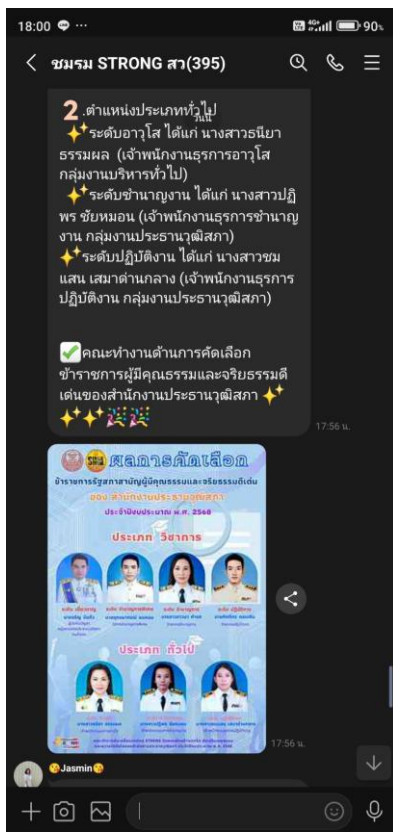 18:00
4G+
90%
ชมรม STRONG สว(395)
2.ตำแหน่งประเภททั่วไป
วันนี้
ระดับอาวุโส ได้แก่ นางสาวธนียา
ธรรมผล (เจ้าพนักงานธุรการอาวุโส
กลุ่มงานบริหารทั่วไป)
ระดับชำนาญงาน ได้แก่ นางสาวปฏิ
พร ชัยหมอน (เจ้าพนักงานธุรการชำนาญ
งาน กลุ่มงานประธานวุฒิสภา)
ระดับปฏิบัติงาน ได้แก่ นางสาวชม
แสน เสมาด่านกลาง (เจ้าพนักงานธุรการ
ปฏิบัติงาน กลุ่มงานประธานวุฒิสภา)
คณะทำงานด้านการคัดเลือก
ข้าราชการผู้มีคุณธรรมและจริยธรรมดี
เด่นของสำนักงานประธานวุฒิสภา
17:56 น.
ผลการคัดเลือก
ข้าราชการรัฐสภาสามัญผู้มีคุณธรรมและจริยธรรมดีเด่น
ของ สำนักงานประธานวุฒิสภา
ประจำปีงบประมาณ พ.ศ. 2568
ประเภท วิชาการ
ประเภท ทั่วไป
17:56 น.
Jasmin